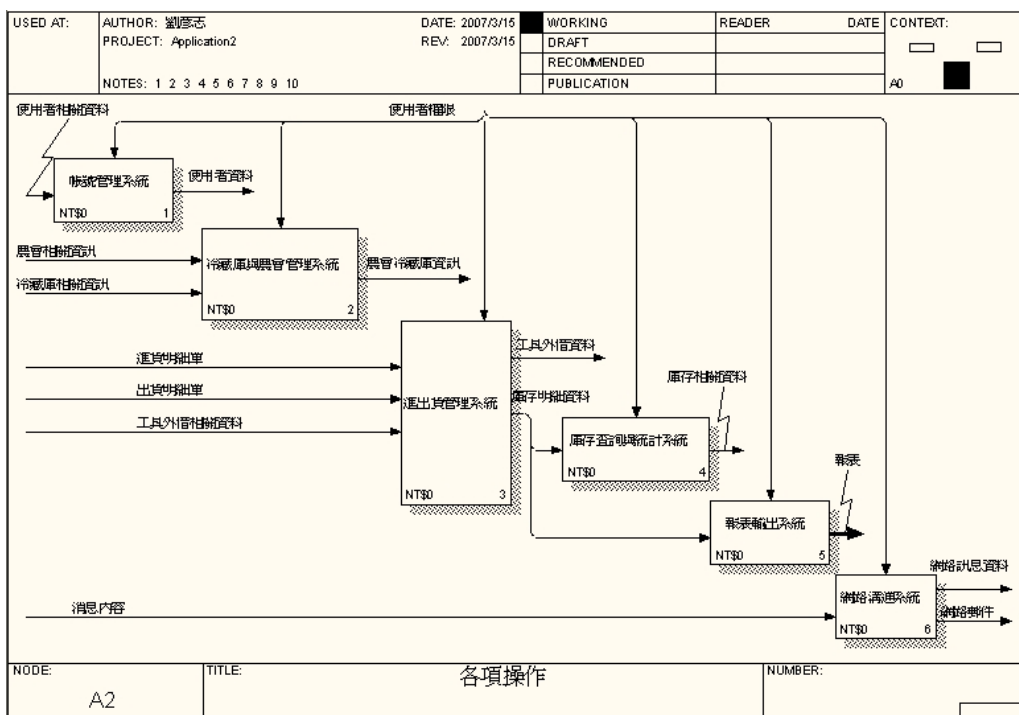 USED AT:
AUTHOR: 劉彥志
DATE: 2007/3/15
PROJECT: Application2
REV: 2007/3/15
NOTES: 1 2 3 4 5 6 7 8 9 10
WORKING
DRAFT
RECOMMENDED
PUBLICATION
READER
DATE
CONTEXT:
A0
使用者相關資料
使用者權限
帳號管理系統
NT$0 1
使用者資料
農會相關資訊
冷藏庫相關資訊
冷藏庫與農會管理系統
NT$0 2
農會冷藏庫資訊
進貨明細單
出貨明細單
工具外借相關資料
進出貨管理系統
NT$0 3
工具外借資料
庫存明細資料
庫存相關資料
庫存查詢與統計系統
NT$0 4
報表
報表輸出系統
NT$0 5
消息內容
網路溝通系統
NT$0 6
網路訊息資料
網路郵件
NODE:
A2
TITLE:
各項操作
NUMBER: